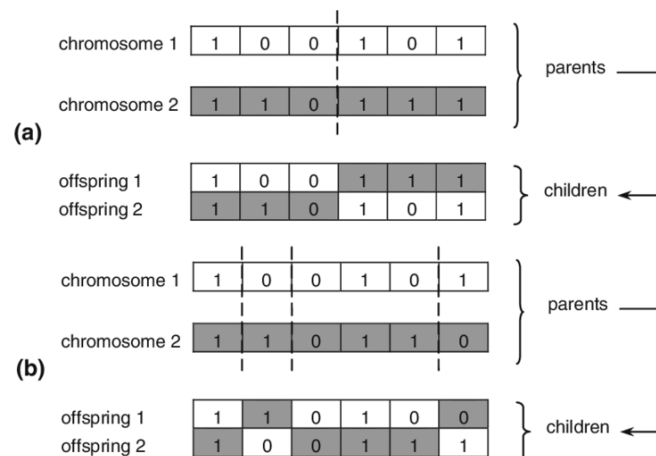 chromosome 1 1 0 0 1 0 1
parents
chromosome 2 1 1 0 1 1 1
(a)
offspring 1 1 0 0 1 1 1
children
offspring 2 1 1 0 1 0 1
chromosome 1 1 0 0 1 0 1
parents
chromosome 2 1 1 0 1 1 0
(b)
offspring 1 1 1 0 1 0 0
children
offspring 2 1 0 0 1 1 1